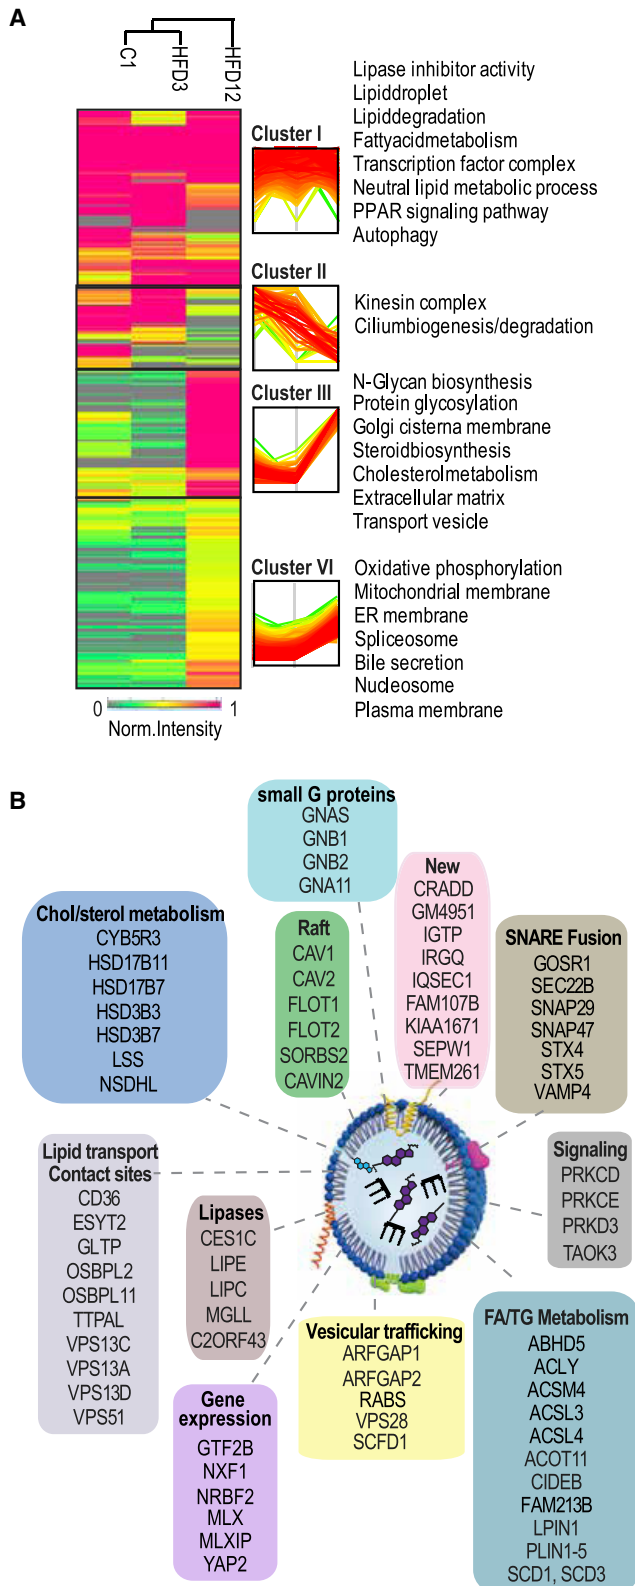 A
C1
HFD3
HFD12
Cluster I
Lipase inhibitor activity
Lipiddroplet
Lipiddegradation
Fattyacidmetabolism
Transcription factor complex
Neutral lipid metabolic process
PPAR signaling pathway
Autophagy
Cluster II
Kinesin complex
Ciliumbiogenesis/degradation
Cluster III
N-Glycan biosynthesis
Protein glycosylation
Golgi cisterna membrane
Steroidbiosynthesis
Cholesterolmetabolism
Extracellular matrix
Transport vesicle
Cluster VI
Oxidative phosphorylation
Mitochondrial membrane
ER membrane
Spliceosome
Bile secretion
Nucleosome
Plasma membrane
0 1
Norm.Intensity
B
small G proteins
GNAS
GNB1
GNB2
GNA11
New
CRADD
GM4951
IGTP
IRGQ
IQSEC1
FAM107B
KIAA1671
SEPW1
TMEM261
Chol/sterol metabolism
CYB5R3
HSD17B11
HSD17B7
HSD3B3
HSD3B7
LSS
NSDHL
Raft
CAV1
CAV2
FLOT1
FLOT2
SORBS2
CAVIN2
SNARE Fusion
GOSR1
SEC22B
SNAP29
SNAP47
STX4
STX5
VAMP4
Lipid transport
Contact sites
CD36
ESYT2
GLTP
OSBPL2
OSBPL11
TTPAL
VPS13C
VPS13A
VPS13D
VPS51
Lipases
CES1C
LIPE
LIPC
MGLL
C2ORF43
Signaling
PRKCD
PRKCE
PRKD3
TAOK3
Vesicular trafficking
ARFGAP1
ARFGAP2
RABS
VPS28
SCFD1
FA/TG Metabolism
ABHD5
ACLY
ACSM4
ACSL3
ACSL4
ACOT11
CIDEB
FAM213B
LPIN1
PLIN1-5
SCD1, SCD3
Gene
expression
GTF2B
NXF1
NRBF2
MLX
MLXIP
YAP2